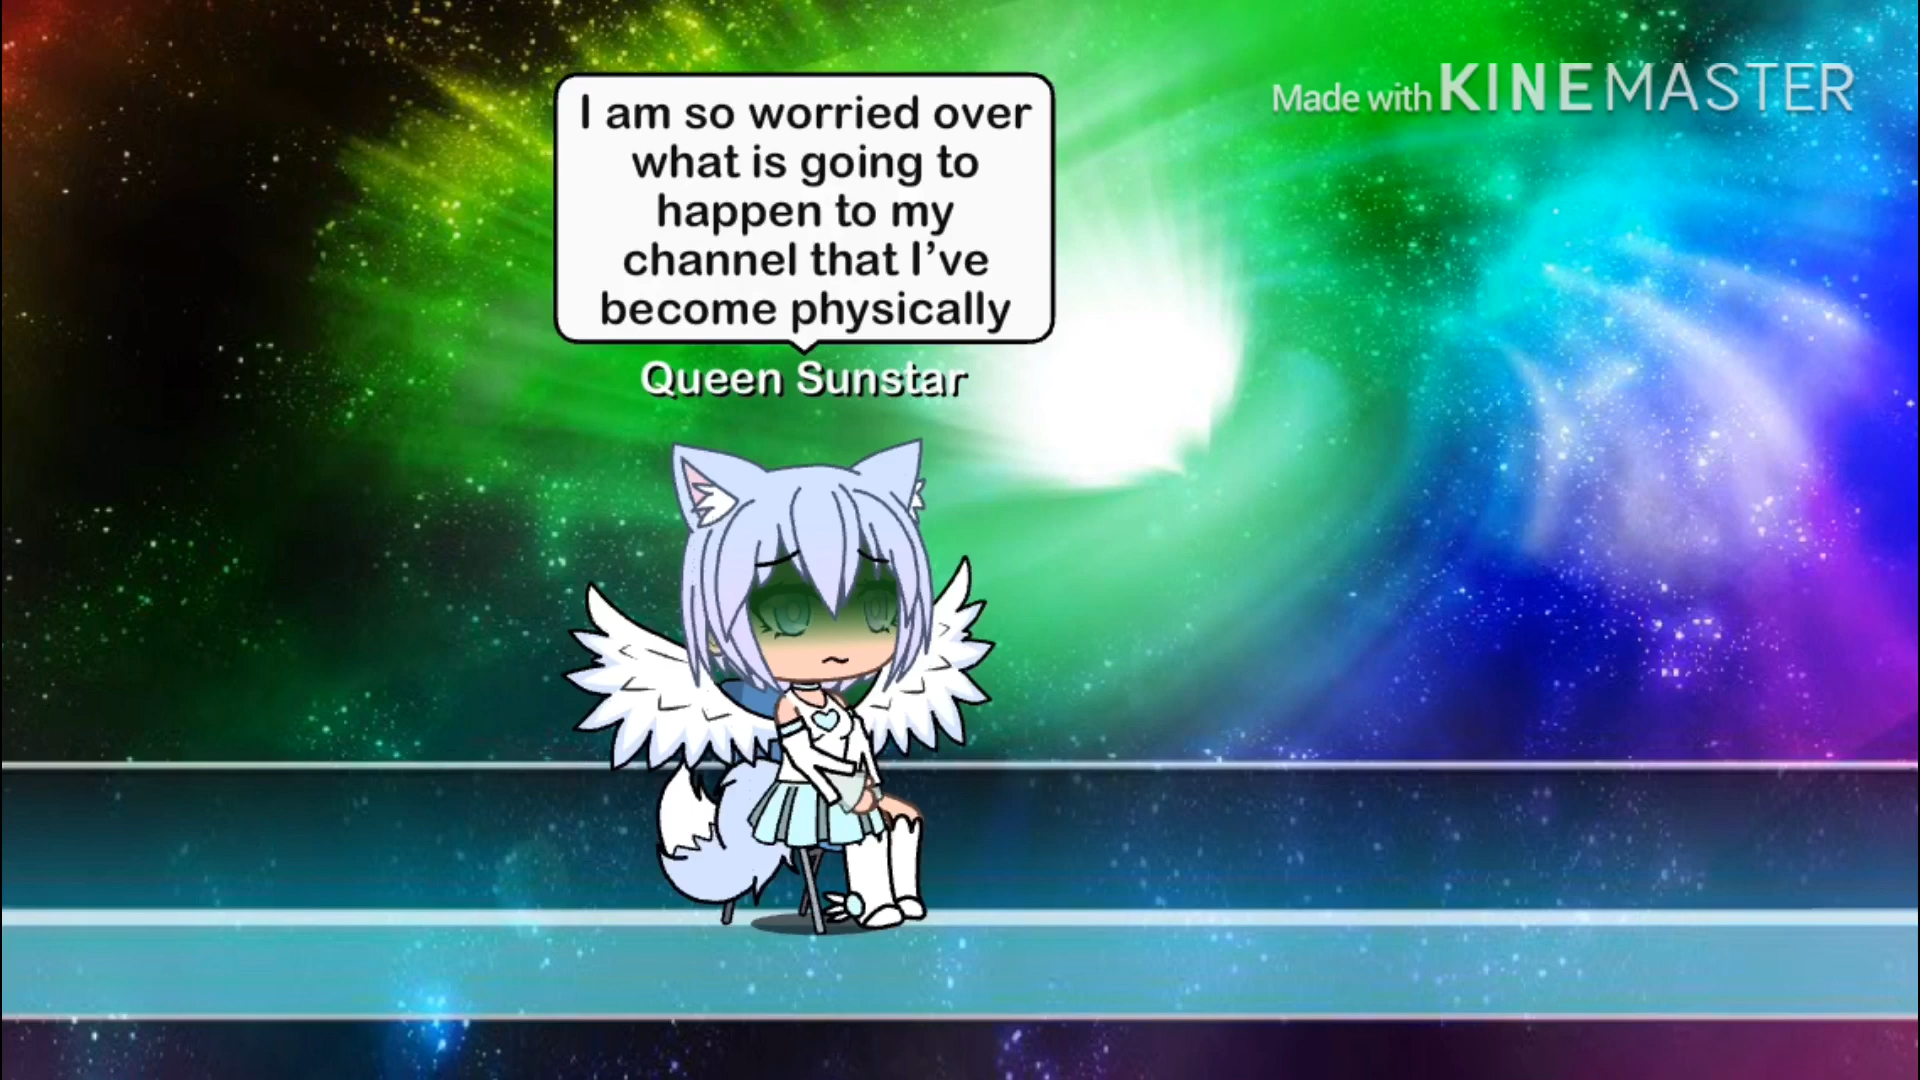 Made with KINEMASTER
I am so worried over
what is going to
happen to my
channel that I’ve
become physically
Queen Sunstar